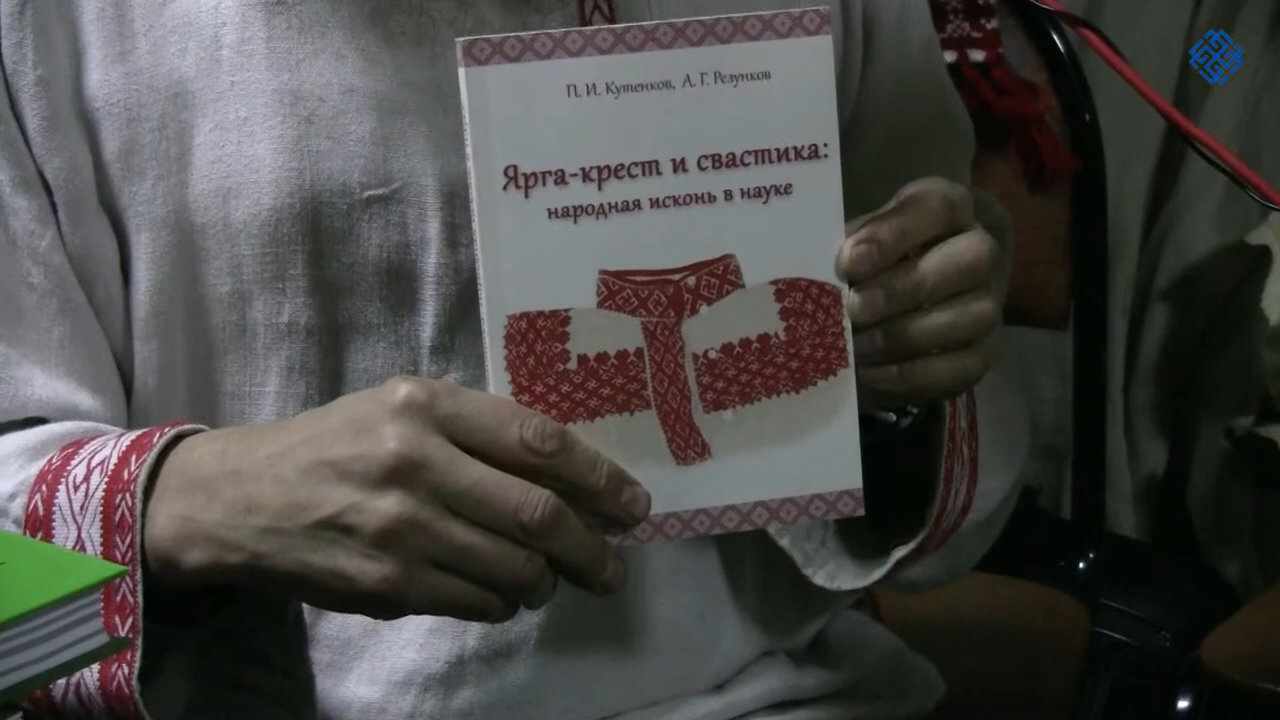 П. И. Кутенков, А. Г. Резунков
Ярга-крест и свастика:
народная исконь в науке